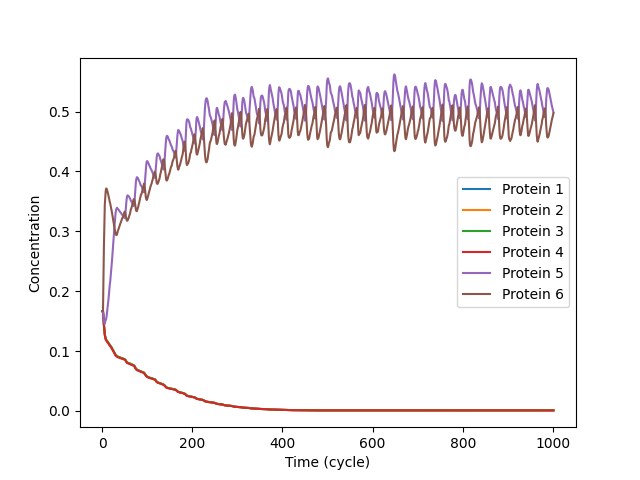 Concentration
0.5
0.4
0.3
0.2
0.1
0.0
Protein 1
Protein 2
Protein 3
Protein 4
Protein 5
Protein 6
0
200
400
600
800
1000
Time (cycle)